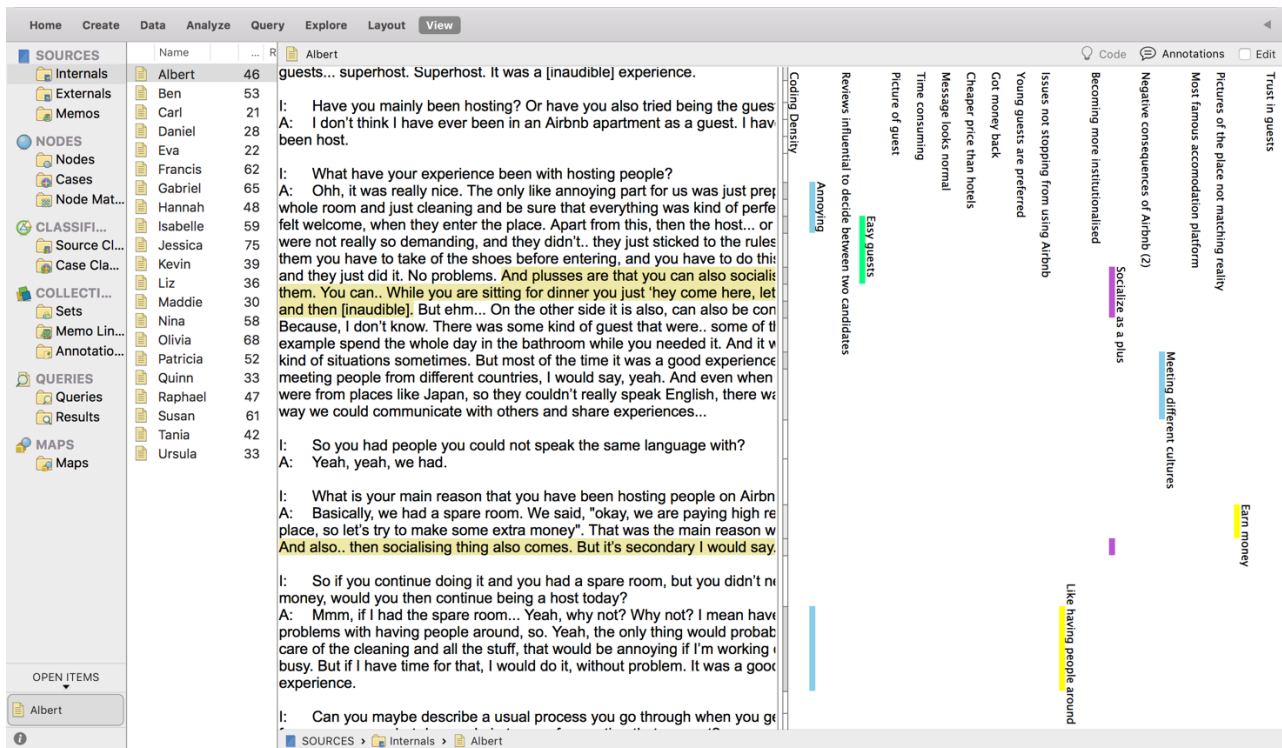 Home Create Data Analyze Query Explore Layout View
SOURCES
Internals
Externals
Memos
NODES
Nodes
Cases
Node Mat...
CLASSIFI...
Source Cl...
Case Cla...
COLLECTI...
Sets
Memo Lin...
Annotatio...
QUERIES
Queries
Results
MAPS
Maps
OPEN ITEMS
Albert
Name ... R
Albert 46
Ben 53
Carl 21
Daniel 28
Eva 22
Francis 62
Gabriel 65
Hannah 48
Isabelle 59
Jessica 75
Kevin 39
Liz 36
Maddie 30
Nina 58
Olivia 68
Patricia 52
Quinn 33
Raphael 47
Susan 61
Tania 42
Ursula 33
Albert
Code Annotations Edit
guests... superhost. Superhost. It was a [inaudible] experience.
I: Have you mainly been hosting? Or have you also tried being the gues
A: I don't think I have ever been in an Airbnb apartment as a guest. I hav
been host.
I: What have your experience been with hosting people?
A: Ohh, it was really nice. The only like annoying part for us was just prep
whole room and just cleaning and be sure that everything was kind of perfe
felt welcome, when they enter the place. Apart from this, then the host... or
were not really so demanding, and they didn't.. they just sticked to the rules
them you have to take of the shoes before entering, and you have to do this
and they just did it. No problems. And plusses are that you can also socialis
them. You can.. While you are sitting for dinner you just 'hey come here, let
and then [inaudible]. But ehm... On the other side it is also, can also be con
Because, I don't know. There was some kind of guest that were.. some of th
example spend the whole day in the bathroom while you needed it. And it w
kind of situations sometimes. But most of the time it was a good experience
meeting people from different countries, I would say, yeah. And even when
were from places like Japan, so they couldn't really speak English, there wa
way we could communicate with others and share experiences...
I: So you had people you could not speak the same language with?
A: Yeah, yeah, we had.
I: What is your main reason that you have been hosting people on Airbn
A: Basically, we had a spare room. We said, "okay, we are paying high re
place, so let's try to make some extra money". That was the main reason w
And also.. then socialising thing also comes. But it's secondary I would say.
I: So if you continue doing it and you had a spare room, but you didn't ne
money, would you then continue being a host today?
A: Mmm, if I had the spare room... Yeah, why not? Why not? I mean have
problems with having people around, so. Yeah, the only thing would probab
care of the cleaning and all the stuff, that would be annoying if I'm working
busy. But if I have time for that, I would do it, without problem. It was a good
experience.
I: Can you maybe describe a usual process you go through when you ge
SOURCES > Internals > Albert
Coding Density
Annoying
Reviews influential to decide between two candidates
Easy guests
Picture of guest
Time consuming
Message looks normal
Cheaper price than hotels
Got money back
Young guests are preferred
Issues not stopping from using Airbnb
Like having people around
Becoming more institutionalised
Socialize as a plus
Negative consequences of Airbnb (2)
Meeting different cultures
Most famous accomodation platform
Pictures of the place not matching reality
Earn money
Trust in guests